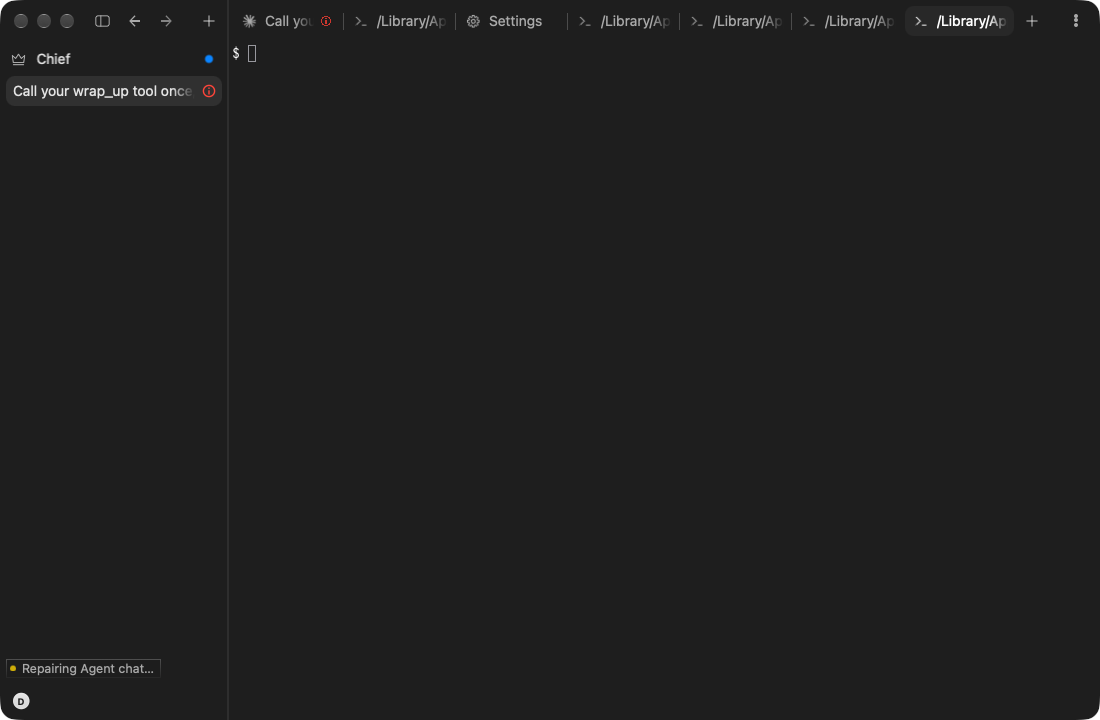 Call you
/Library/Ap
Settings
/Library/Ap
/Library/Ap
/Library/Ap
/Library/Ap
Chief
$
Call your wrap_up tool once
Repairing Agent chat...
D